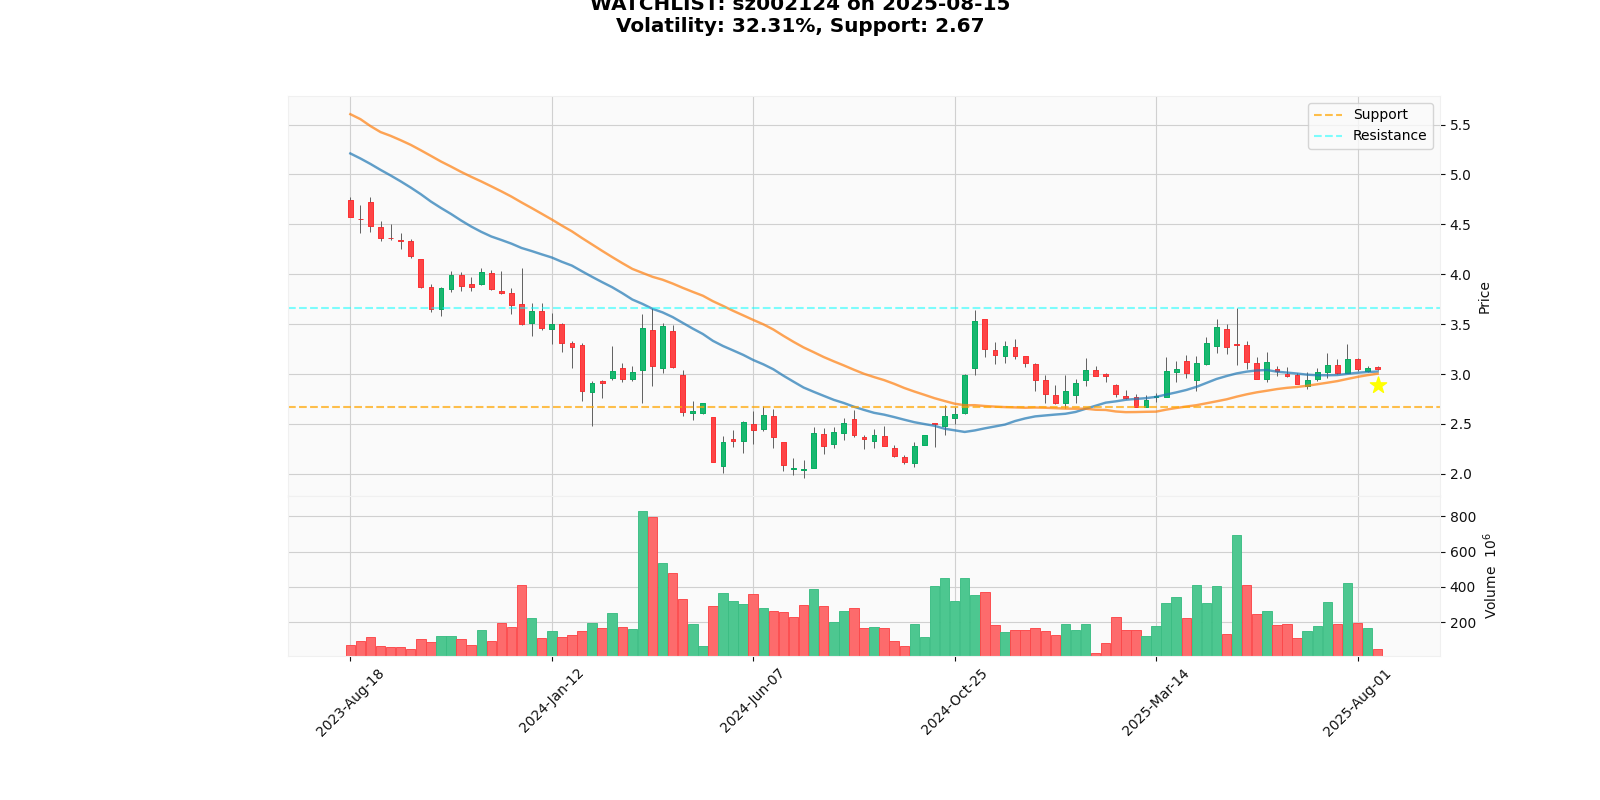 WATCHLIST: sz002124 on 2025-08-15
Volatility: 32.31%, Support: 2.67
Support
Resistance
5.5
5.0
4.5
4.0
3.5
3.0
2.5
2.0
Price
800
600
400
200
Volume 10⁶
2023-Aug-18
2024-Jan-12
2024-Jun-07
2024-Oct-25
2025-Mar-14
2025-Aug-01